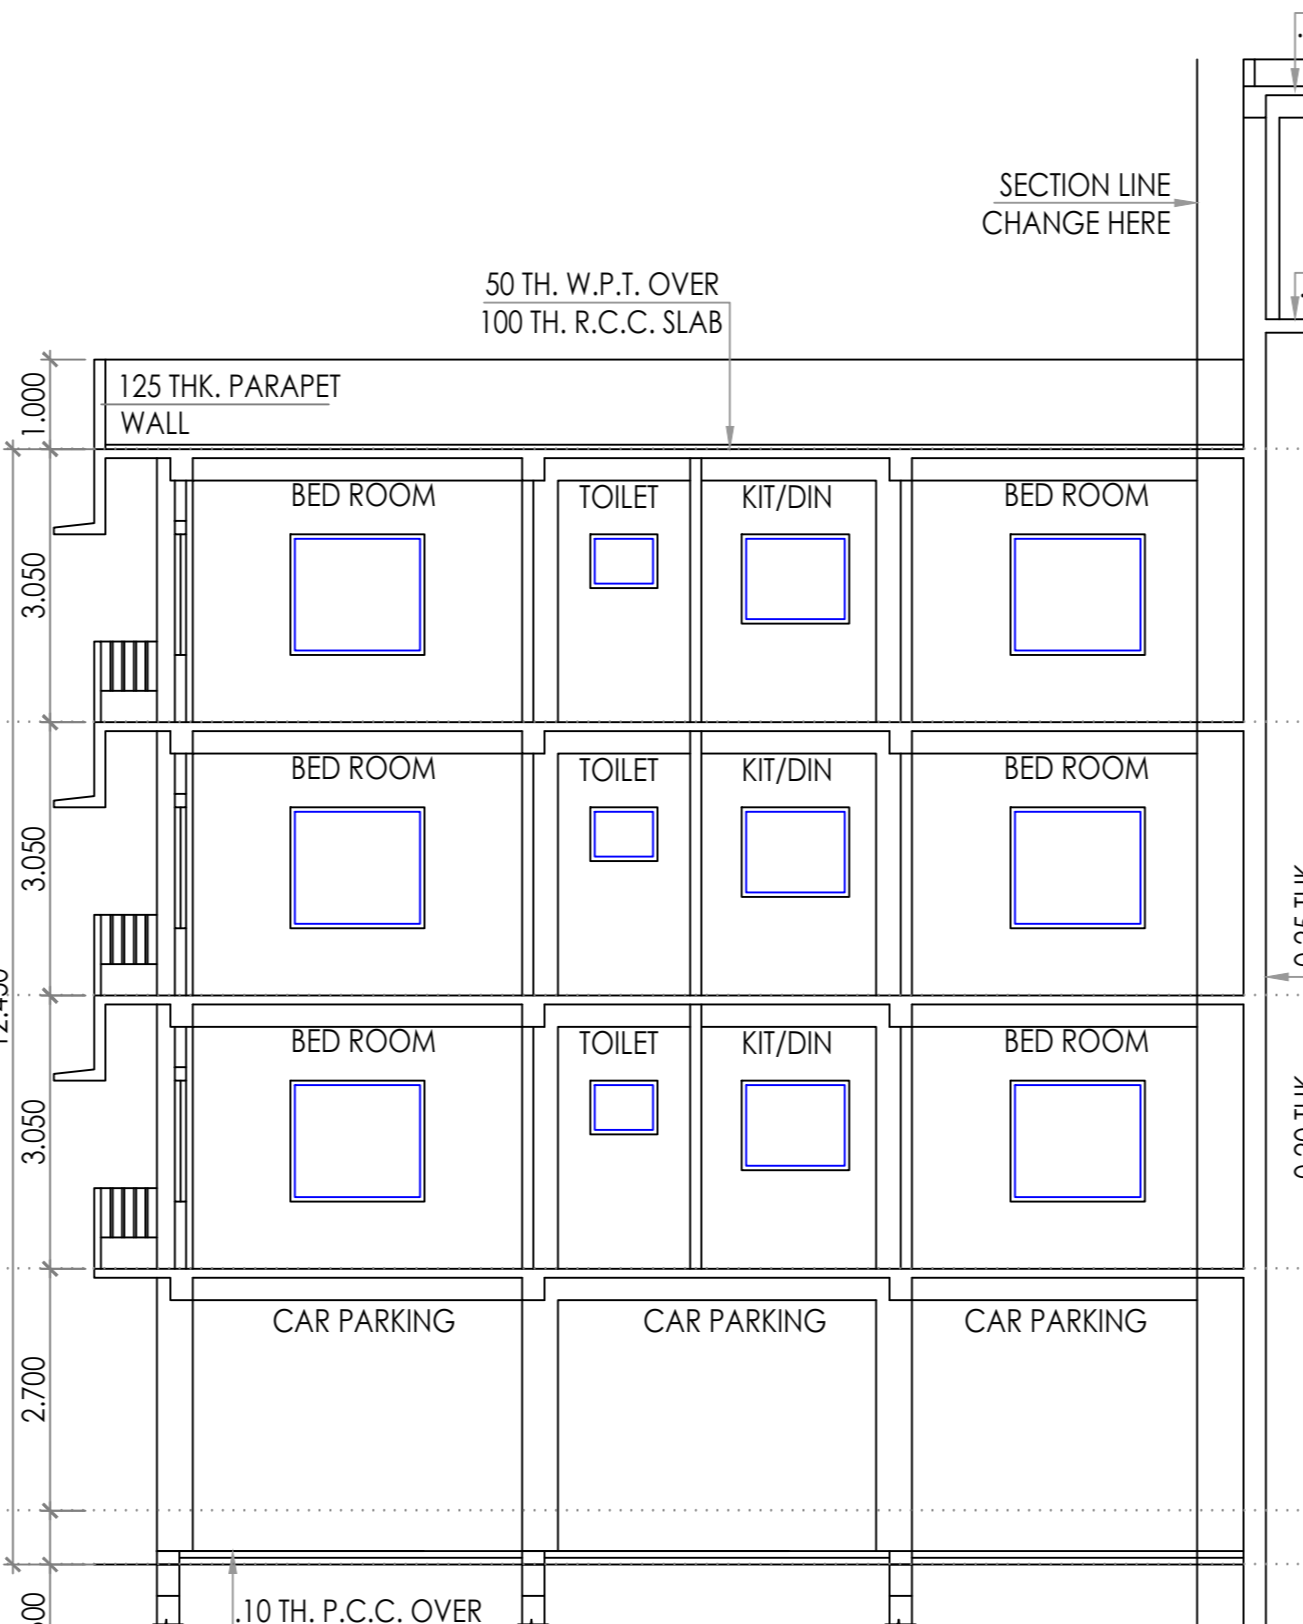 SECTION LINE
CHANGE HERE
50 TH. W.P.T. OVER
100 TH. R.C.C. SLAB
1.000
125 THK. PARAPET
WALL
3.050
BED ROOM
TOILET
KIT/DIN
BED ROOM
3.050
BED ROOM
TOILET
KIT/DIN
BED ROOM
3.050
BED ROOM
TOILET
KIT/DIN
BED ROOM
2.700
CAR PARKING
CAR PARKING
CAR PARKING
.10 TH. P.C.C. OVER